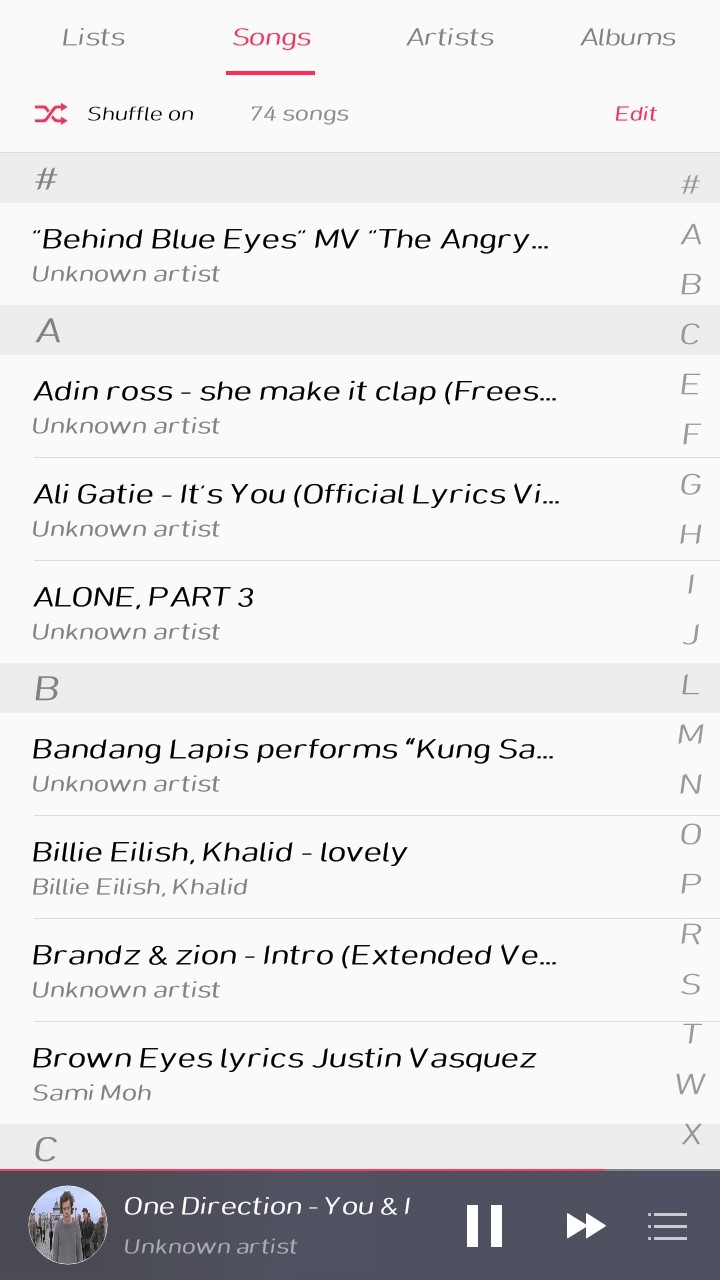 Lists Songs Artists Albums
Shuffle on 74 songs Edit
#
"Behind Blue Eyes" MV "The Angry...
Unknown artist
A
Adin ross - she make it clap (Frees...
Unknown artist
Ali Gatie - It's You (Official Lyrics Vi...
Unknown artist
ALONE, PART 3
Unknown artist
B
Bandang Lapis performs “Kung Sa...
Unknown artist
Billie Eilish, Khalid - lovely
Billie Eilish, Khalid
Brandz & zion - Intro (Extended Ve...
Unknown artist
Brown Eyes lyrics Justin Vasquez
Sami Moh
C
#
A
B
C
E
F
G
H
I
J
L
M
N
O
P
R
S
T
W
X
One Direction - You & I
Unknown artist